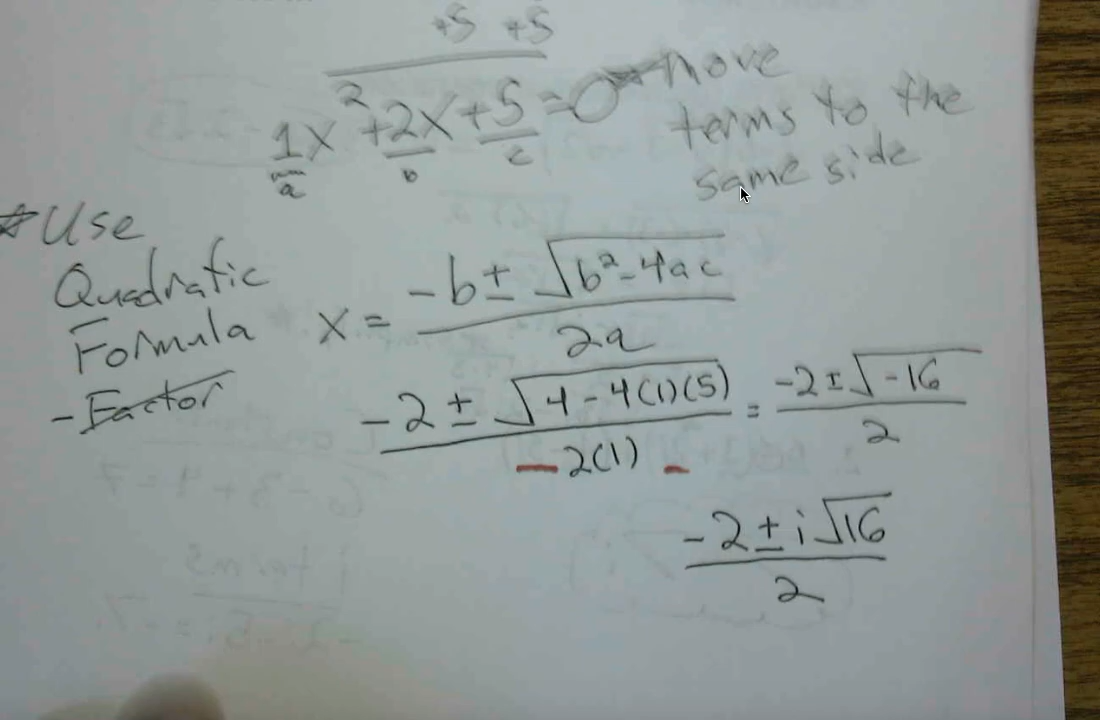 +5 +5
1x² +2x +5 = 0 ← move
terms to the
same side
a b c
*Use
Quadratic
Formula
-Factor
x = -b ± √b²-4ac / 2a
-2 ± √4-4(1)(5) / 2(1) = -2 ± √-16 / 2
-2 ± i√16 / 2